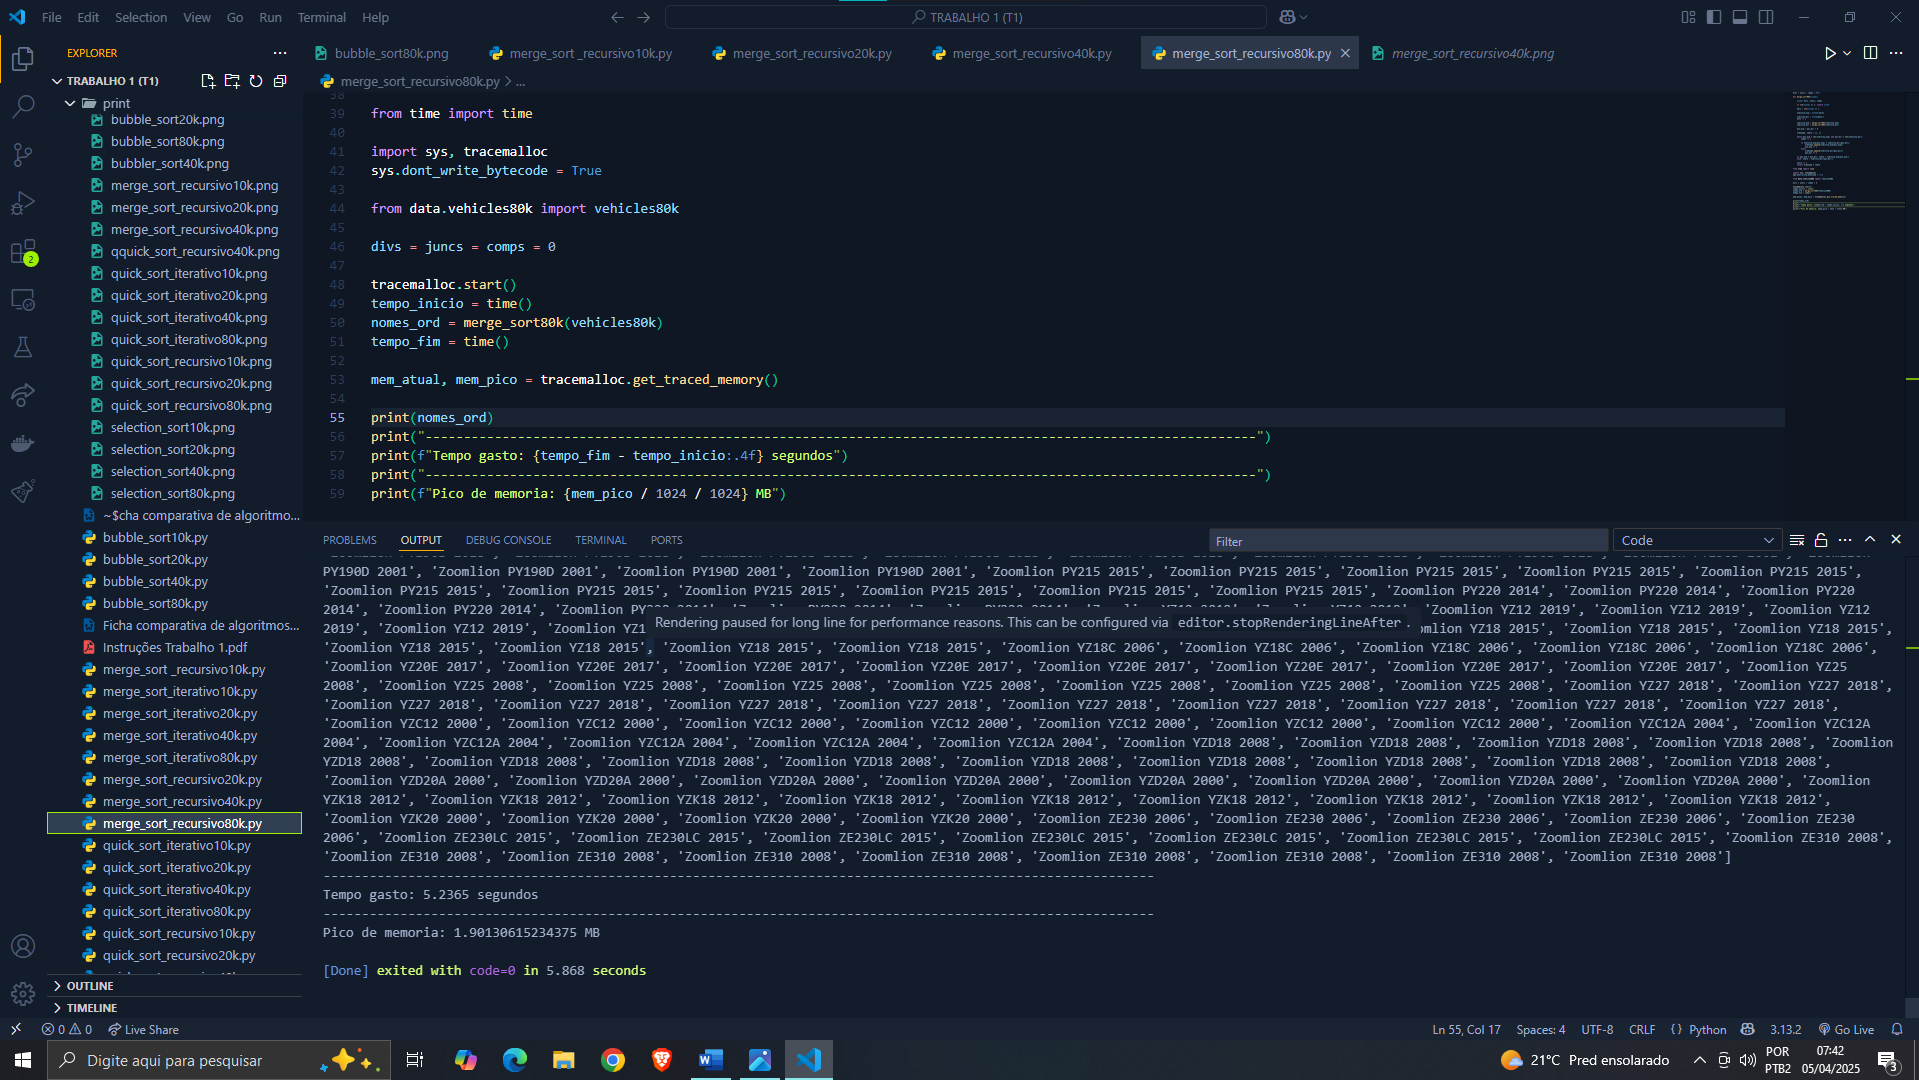 File Edit Selection View Go Run Terminal Help
TRABALHO 1 (T1)
EXPLORER
TRABALHO 1 (T1)
print
bubble_sort20k.png
bubble_sort80k.png
bubbler_sort40k.png
merge_sort_recursivo10k.png
merge_sort_recursivo20k.png
merge_sort_recursivo40k.png
qquick_sort_recursivo40k.png
quick_sort_iterativo10k.png
quick_sort_iterativo20k.png
quick_sort_iterativo40k.png
quick_sort_iterativo80k.png
quick_sort_recursivo10k.png
quick_sort_recursivo20k.png
quick_sort_recursivo80k.png
selection_sort10k.png
selection_sort20k.png
selection_sort40k.png
selection_sort80k.png
~$cha comparativa de algoritmo...
bubble_sort10k.py
bubble_sort20k.py
bubble_sort40k.py
bubble_sort80k.py
Ficha comparativa de algoritmos...
Instruções Trabalho 1.pdf
merge_sort _recursivo10k.py
merge_sort_iterativo10k.py
merge_sort_iterativo20k.py
merge_sort_iterativo40k.py
merge_sort_iterativo80k.py
merge_sort_recursivo20k.py
merge_sort_recursivo40k.py
merge_sort_recursivo80k.py
quick_sort_iterativo10k.py
quick_sort_iterativo20k.py
quick_sort_iterativo40k.py
quick_sort_iterativo80k.py
quick_sort_recursivo10k.py
quick_sort_recursivo20k.py
OUTLINE
TIMELINE
2
bubble_sort80k.png merge_sort _recursivo10k.py merge_sort_recursivo20k.py merge_sort_recursivo40k.py merge_sort_recursivo80k.py merge_sort_recursivo40k.png
merge_sort_recursivo80k.py > ...
38
39 from time import time
40
41 import sys, tracemalloc
42 sys.dont_write_bytecode = True
43
44 from data.vehicles80k import vehicles80k
45
46 divs = juncs = comps = 0
47
48 tracemalloc.start()
49 tempo_inicio = time()
50 nomes_ord = merge_sort80k(vehicles80k)
51 tempo_fim = time()
52
53 mem_atual, mem_pico = tracemalloc.get_traced_memory()
54
55 print(nomes_ord)
56 print("------------------------------------------------------------------------------------------------------------")
57 print(f"Tempo gasto: {tempo_fim - tempo_inicio:.4f} segundos")
58 print("------------------------------------------------------------------------------------------------------------")
59 print(f"Pico de memoria: {mem_pico / 1024 / 1024} MB")
PROBLEMS OUTPUT DEBUG CONSOLE TERMINAL PORTS
Filter
Code
PY190D 2001', 'Zoomlion PY190D 2001', 'Zoomlion PY190D 2001', 'Zoomlion PY190D 2001', 'Zoomlion PY215 2015', 'Zoomlion PY215 2015', 'Zoomlion PY215 2015', 'Zoomlion PY215 2015', 'Zoomlion PY215 2015',
'Zoomlion PY215 2015', 'Zoomlion PY215 2015', 'Zoomlion PY215 2015', 'Zoomlion PY215 2015', 'Zoomlion PY215 2015', 'Zoomlion PY215 2015', 'Zoomlion PY220 2014', 'Zoomlion PY220 2014', 'Zoomlion PY220
2014', 'Zoomlion PY220 2014', 'Zoomlion 'Zoomlion YZ12 2019', 'Zoomlion YZ12 2019', 'Zoomlion YZ12
2019', 'Zoomlion YZ12 2019', 'Zoomlion YZ1
Rendering paused for long line for performance reasons. This can be configured via editor.stopRenderingLineAfter.
omlion YZ18 2015', 'Zoomlion YZ18 2015', 'Zoomlion YZ18 2015',
'Zoomlion YZ18 2015', 'Zoomlion YZ18 2015', 'Zoomlion YZ18 2015', 'Zoomlion YZ18 2015', 'Zoomlion YZ18C 2006', 'Zoomlion YZ18C 2006', 'Zoomlion YZ18C 2006', 'Zoomlion YZ18C 2006', 'Zoomlion YZ18C 2006',
'Zoomlion YZ20E 2017', 'Zoomlion YZ20E 2017', 'Zoomlion YZ20E 2017', 'Zoomlion YZ20E 2017', 'Zoomlion YZ20E 2017', 'Zoomlion YZ20E 2017', 'Zoomlion YZ20E 2017', 'Zoomlion YZ20E 2017', 'Zoomlion YZ25
2008', 'Zoomlion YZ25 2008', 'Zoomlion YZ25 2008', 'Zoomlion YZ25 2008', 'Zoomlion YZ25 2008', 'Zoomlion YZ25 2008', 'Zoomlion YZ25 2008', 'Zoomlion YZ25 2008', 'Zoomlion YZ27 2018', 'Zoomlion YZ27 2018',
'Zoomlion YZ27 2018', 'Zoomlion YZ27 2018', 'Zoomlion YZ27 2018', 'Zoomlion YZ27 2018', 'Zoomlion YZ27 2018', 'Zoomlion YZ27 2018', 'Zoomlion YZ27 2018', 'Zoomlion YZ27 2018', 'Zoomlion YZ27 2018',
'Zoomlion YZC12 2000', 'Zoomlion YZC12 2000', 'Zoomlion YZC12 2000', 'Zoomlion YZC12 2000', 'Zoomlion YZC12 2000', 'Zoomlion YZC12 2000', 'Zoomlion YZC12 2000', 'Zoomlion YZC12A 2004', 'Zoomlion YZC12A
2004', 'Zoomlion YZC12A 2004', 'Zoomlion YZC12A 2004', 'Zoomlion YZC12A 2004', 'Zoomlion YZC12A 2004', 'Zoomlion YZD18 2008', 'Zoomlion YZD18 2008', 'Zoomlion YZD18 2008', 'Zoomlion YZD18 2008', 'Zoomlion
YZD18 2008', 'Zoomlion YZD18 2008', 'Zoomlion YZD18 2008', 'Zoomlion YZD18 2008', 'Zoomlion YZD18 2008', 'Zoomlion YZD18 2008', 'Zoomlion YZD18 2008', 'Zoomlion YZD18 2008', 'Zoomlion YZD18 2008',
'Zoomlion YZD20A 2000', 'Zoomlion YZD20A 2000', 'Zoomlion YZD20A 2000', 'Zoomlion YZD20A 2000', 'Zoomlion YZD20A 2000', 'Zoomlion YZD20A 2000', 'Zoomlion YZD20A 2000', 'Zoomlion YZD20A 2000', 'Zoomlion
YZK18 2012', 'Zoomlion YZK18 2012', 'Zoomlion YZK18 2012', 'Zoomlion YZK18 2012', 'Zoomlion YZK18 2012', 'Zoomlion YZK18 2012', 'Zoomlion YZK18 2012', 'Zoomlion YZK18 2012', 'Zoomlion YZK18 2012',
'Zoomlion YZK20 2000', 'Zoomlion YZK20 2000', 'Zoomlion YZK20 2000', 'Zoomlion YZK20 2000', 'Zoomlion ZE230 2006', 'Zoomlion ZE230 2006', 'Zoomlion ZE230 2006', 'Zoomlion ZE230 2006', 'Zoomlion ZE230
2006', 'Zoomlion ZE230LC 2015', 'Zoomlion ZE230LC 2015', 'Zoomlion ZE230LC 2015', 'Zoomlion ZE230LC 2015', 'Zoomlion ZE230LC 2015', 'Zoomlion ZE230LC 2015', 'Zoomlion ZE230LC 2015', 'Zoomlion ZE310 2008',
'Zoomlion ZE310 2008', 'Zoomlion ZE310 2008', 'Zoomlion ZE310 2008', 'Zoomlion ZE310 2008', 'Zoomlion ZE310 2008', 'Zoomlion ZE310 2008', 'Zoomlion ZE310 2008', 'Zoomlion ZE310 2008']
------------------------------------------------------------------------------------------------------------
Tempo gasto: 5.2365 segundos
------------------------------------------------------------------------------------------------------------
Pico de memoria: 1.90130615234375 MB
[Done] exited with code=0 in 5.868 seconds
0 0 Live Share
Ln 55, Col 17 Spaces: 4 UTF-8 CRLF {} Python 3.13.2 Go Live
Digite aqui para pesquisar
21°C Pred ensolarado
POR
PTB2
07:42
05/04/2025
3